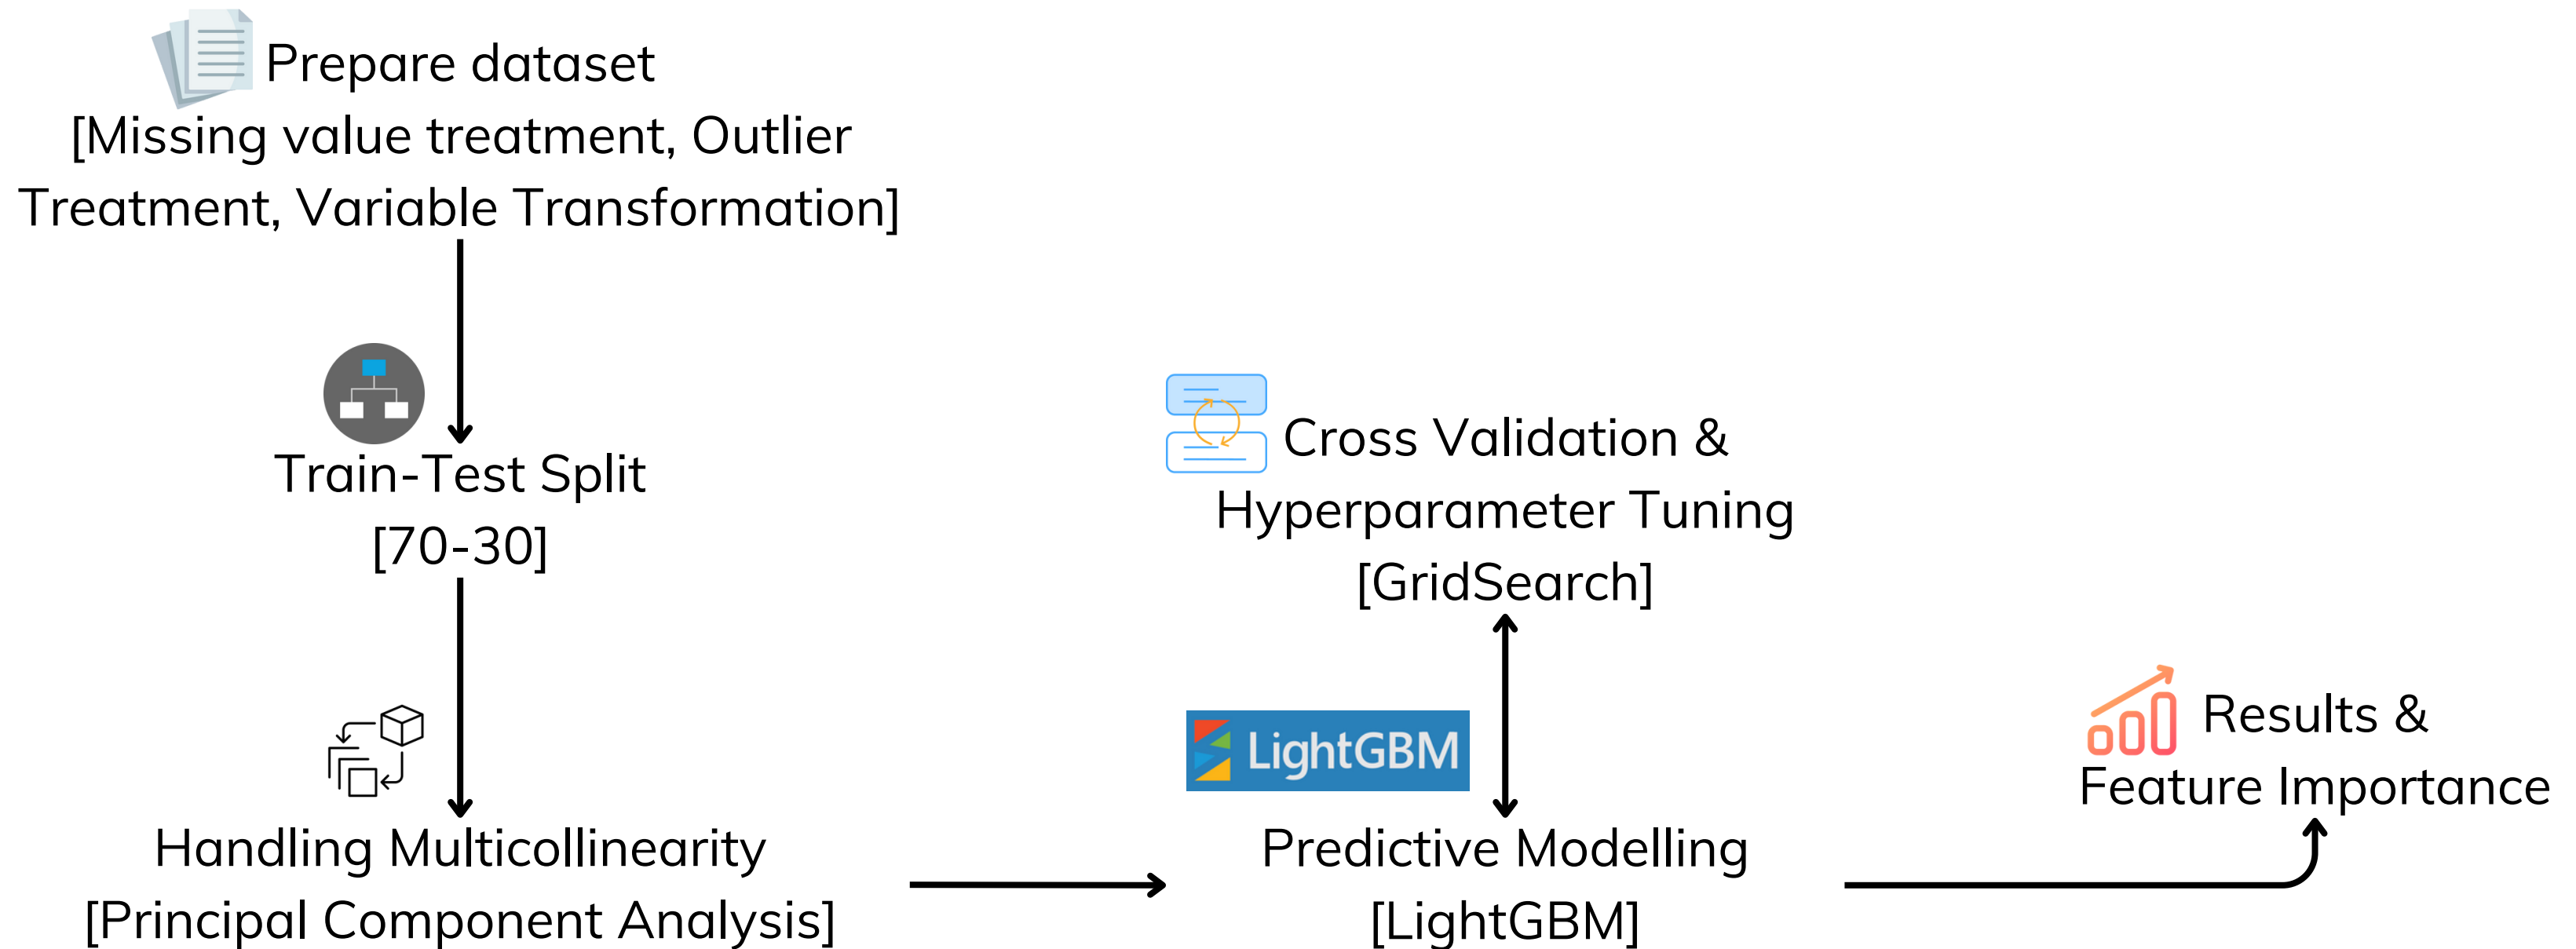 Prepare dataset
[Missing value treatment, Outlier
Treatment, Variable Transformation]
Train-Test Split
[70-30]
Handling Multicollinearity
[Principal Component Analysis]
Cross Validation &
Hyperparameter Tuning
[GridSearch]
LightGBM
Predictive Modelling
[LightGBM]
Results &
Feature Importance